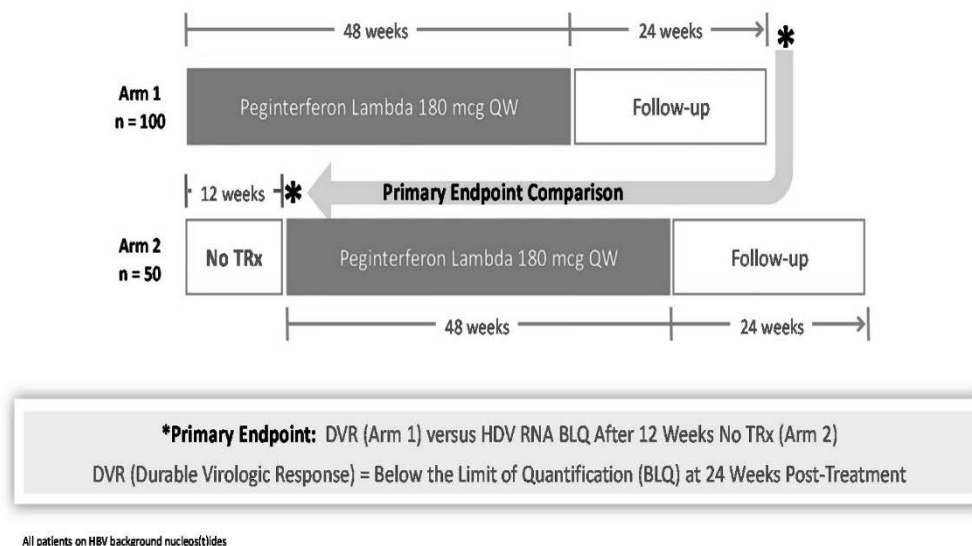 48 weeks
24 weeks
*
Arm 1
n = 100
Peginterferon Lambda 180 mcg QW
Follow-up
12 weeks
*
Primary Endpoint Comparison
Arm 2
n = 50
No TRx
Peginterferon Lambda 180 mcg QW
Follow-up
48 weeks
24 weeks
*Primary Endpoint: DVR (Arm 1) versus HDV RNA BLQ After 12 Weeks No TRx (Arm 2)
DVR (Durable Virologic Response) = Below the Limit of Quantification (BLQ) at 24 Weeks Post-Treatment
All patients on HBV background nucleos(t)ides